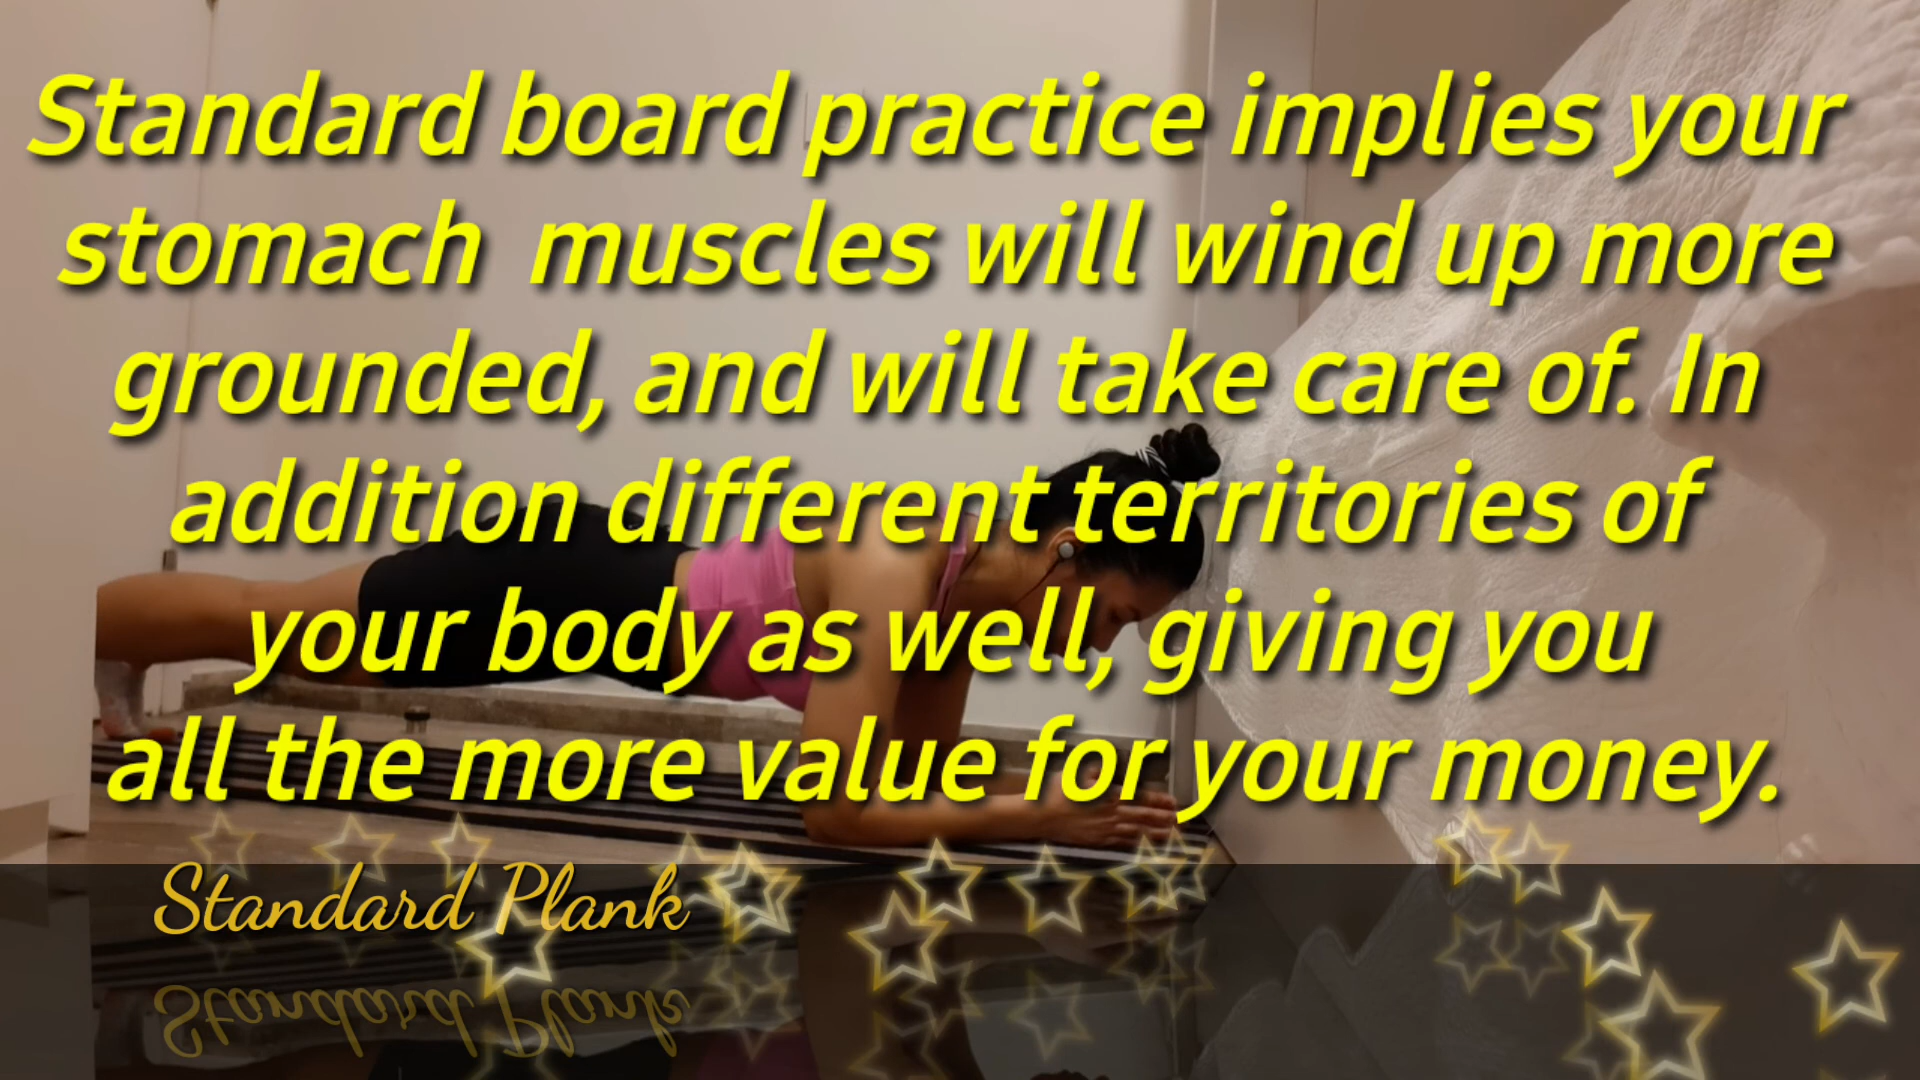 Standard board practice implies your
stomach  muscles will wind up more
grounded, and will take care of. In
addition different territories of
your body as well, giving you
all the more value for your money.
Standard Plank